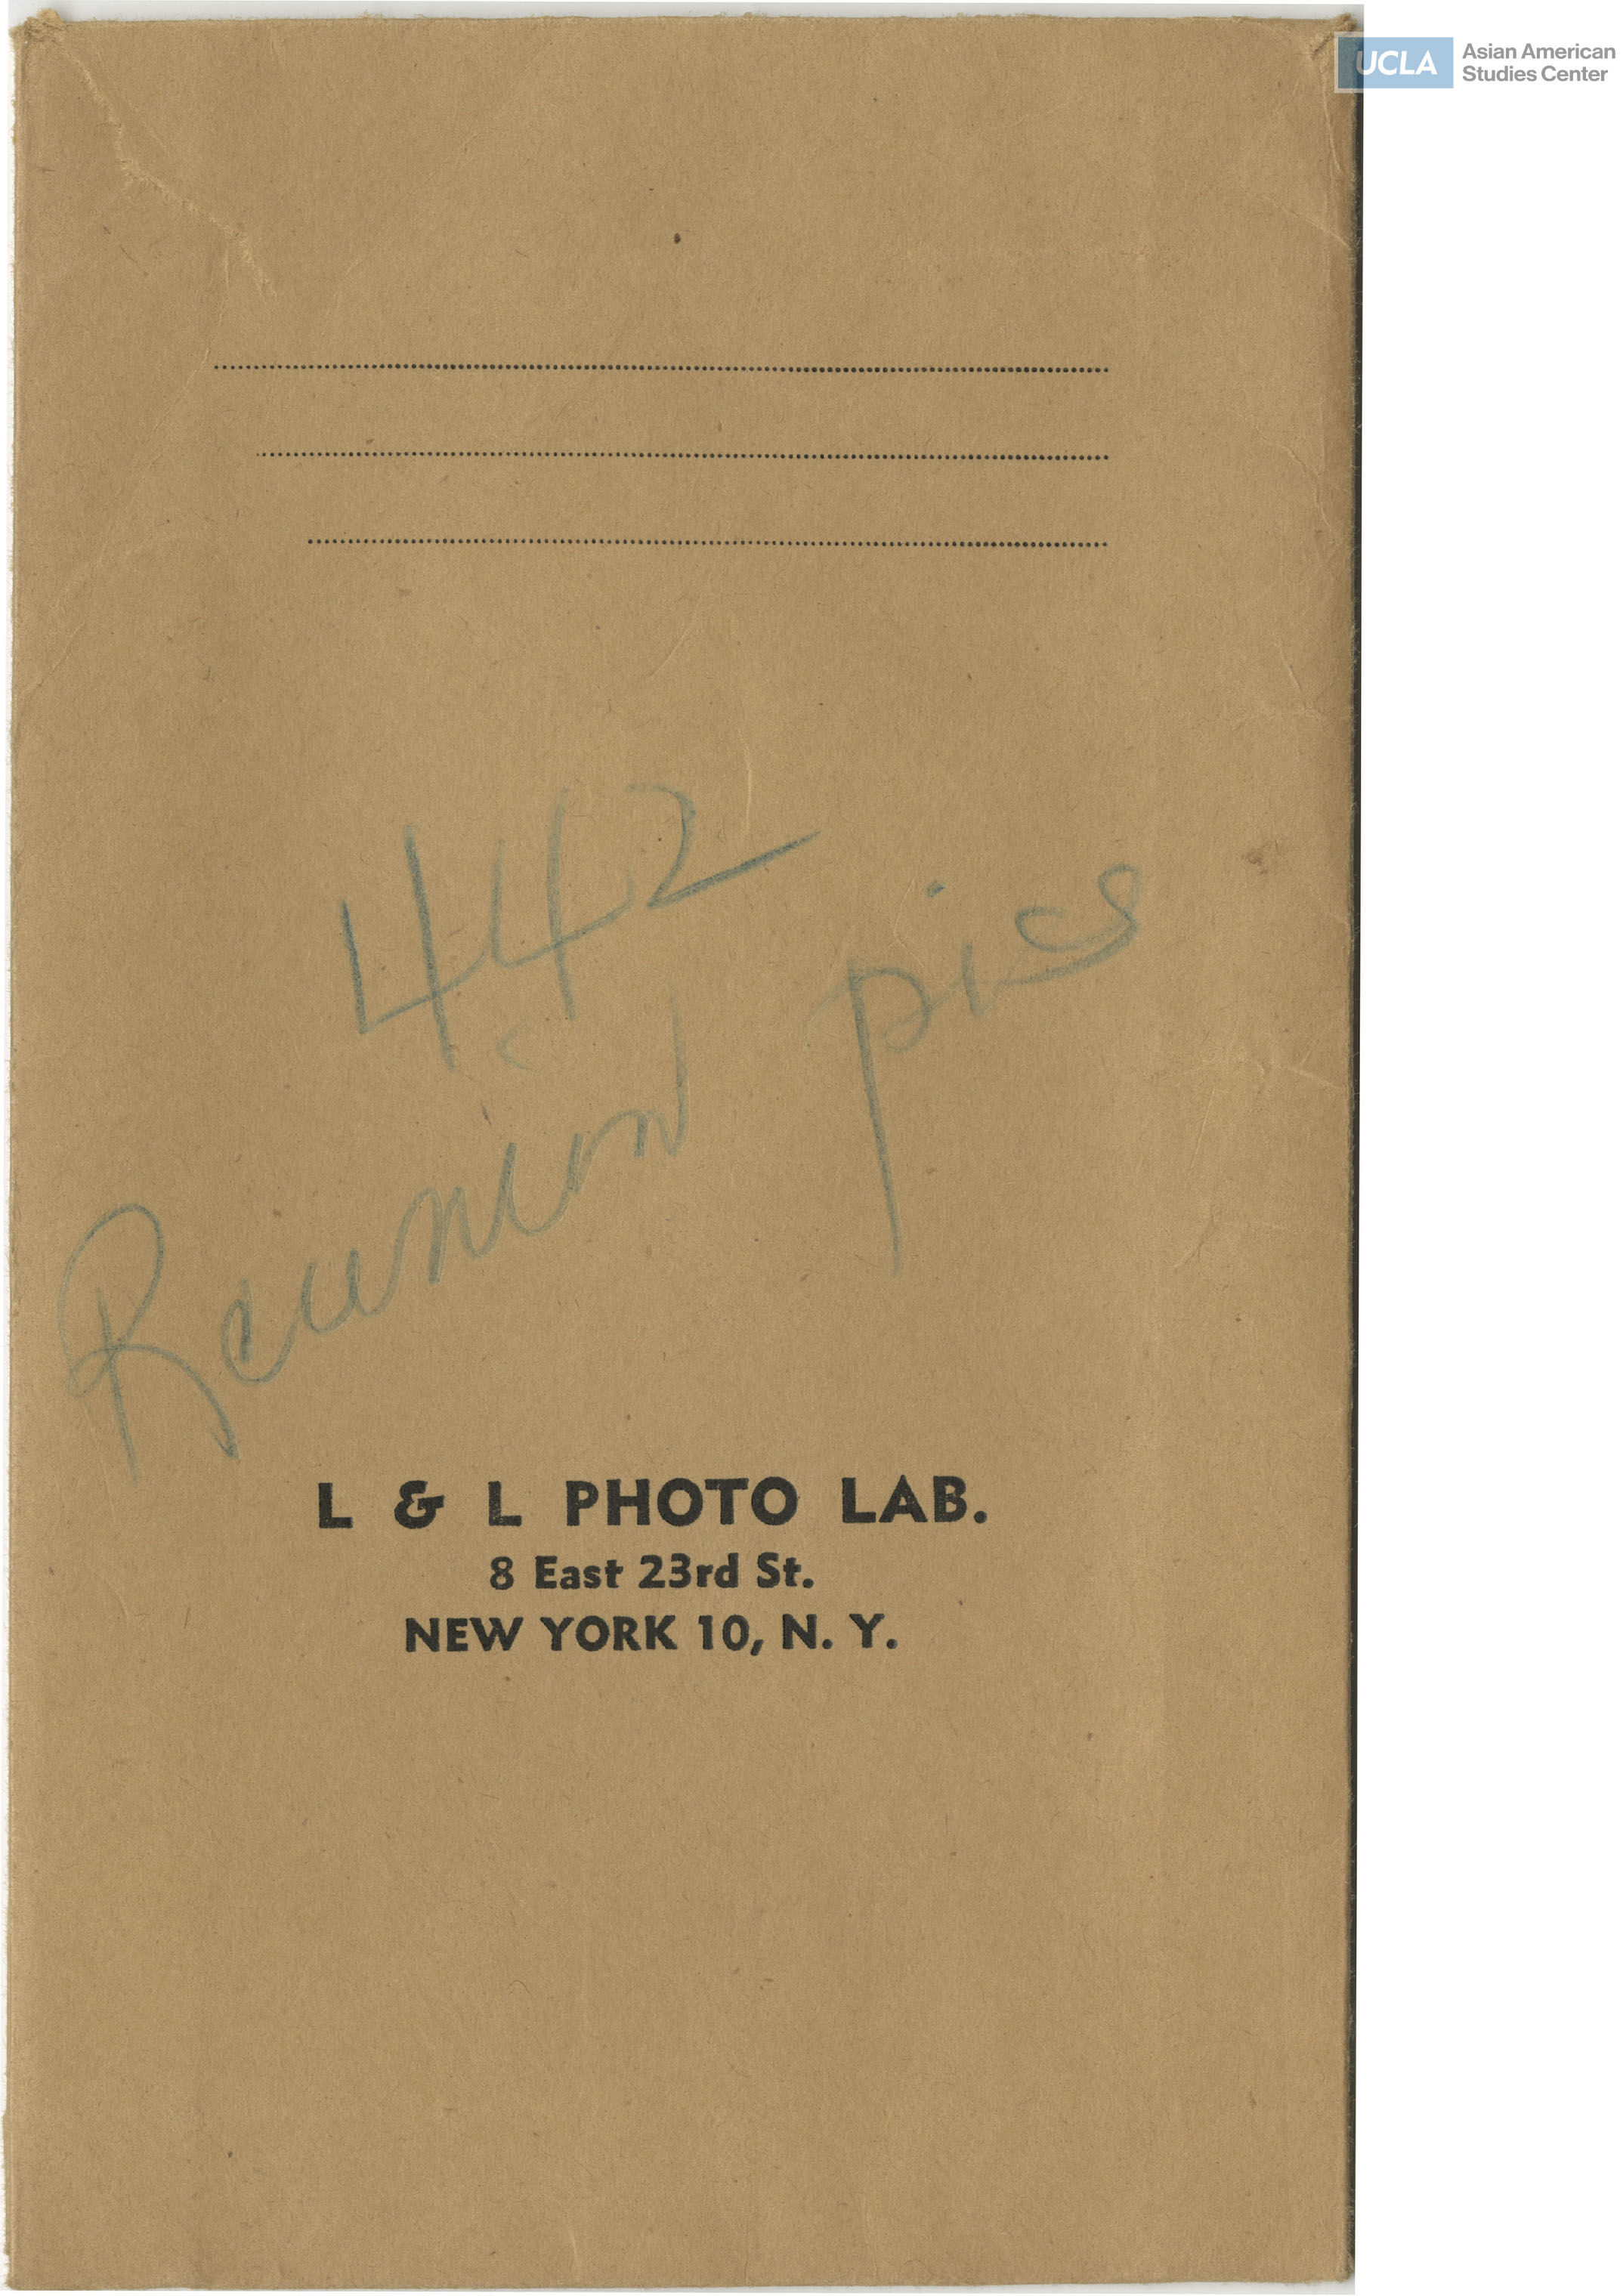 UCLA Asian American
Studies Center
442
Reunion pics
L & L PHOTO LAB.
8 East 23rd St.
NEW YORK 10, N. Y.